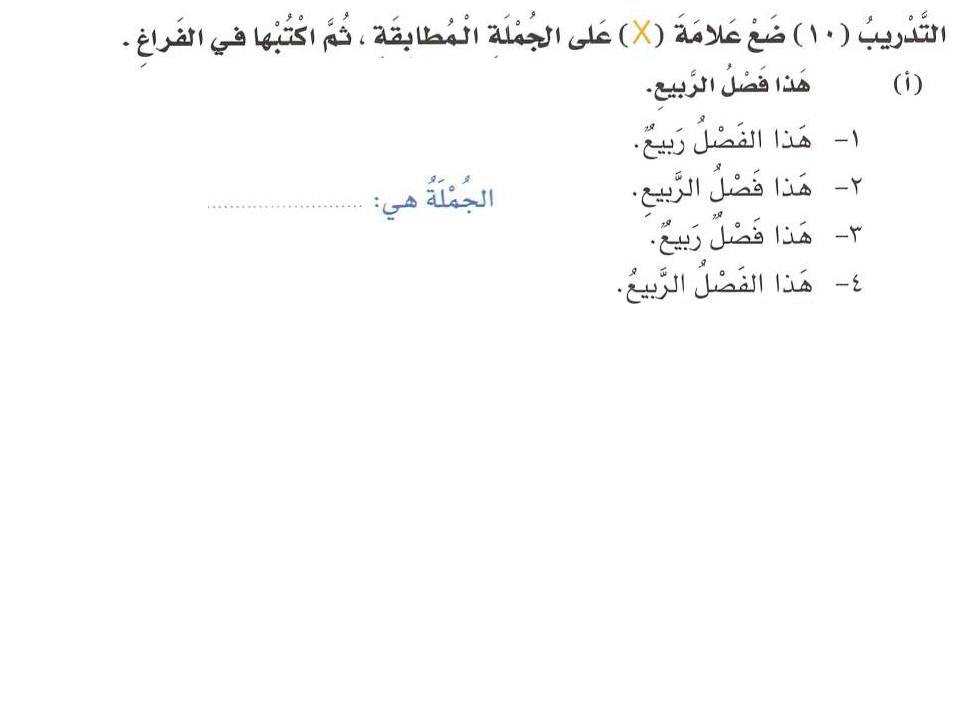 التَّدْريبُ (١٠) ضَعْ عَلامَةَ (X) عَلى الجُمْلَةِ الْمُطابِقَةِ ، ثُمَّ اكْتُبْها في الفَراغِ .
(أ) هَذا فَصْلُ الرَّبيعِ.
١- هَذا الفَصْلُ رَبيعٌ.
٢- هَذا فَصْلُ الرَّبيعِ.
الجُمْلَةُ هي: ............................
٣- هَذا فَصْلٌ رَبيعٌ.
٤- هَذا الفَصْلُ الرَّبيعُ.